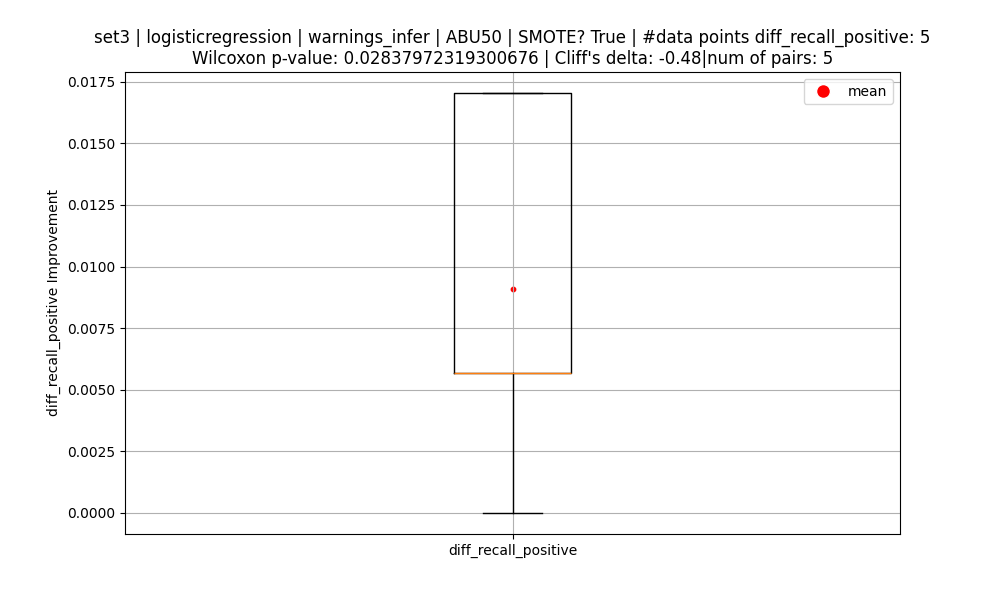 set3 | logisticregression | warnings_infer | ABU50 | SMOTE? True | #data points diff_recall_positive: 5
Wilcoxon p-value: 0.02837972319300676 | Cliff's delta: -0.48|num of pairs: 5
mean
0.0175
0.0150
0.0125
0.0100
0.0075
0.0050
0.0025
0.0000
diff_recall_positive Improvement
diff_recall_positive